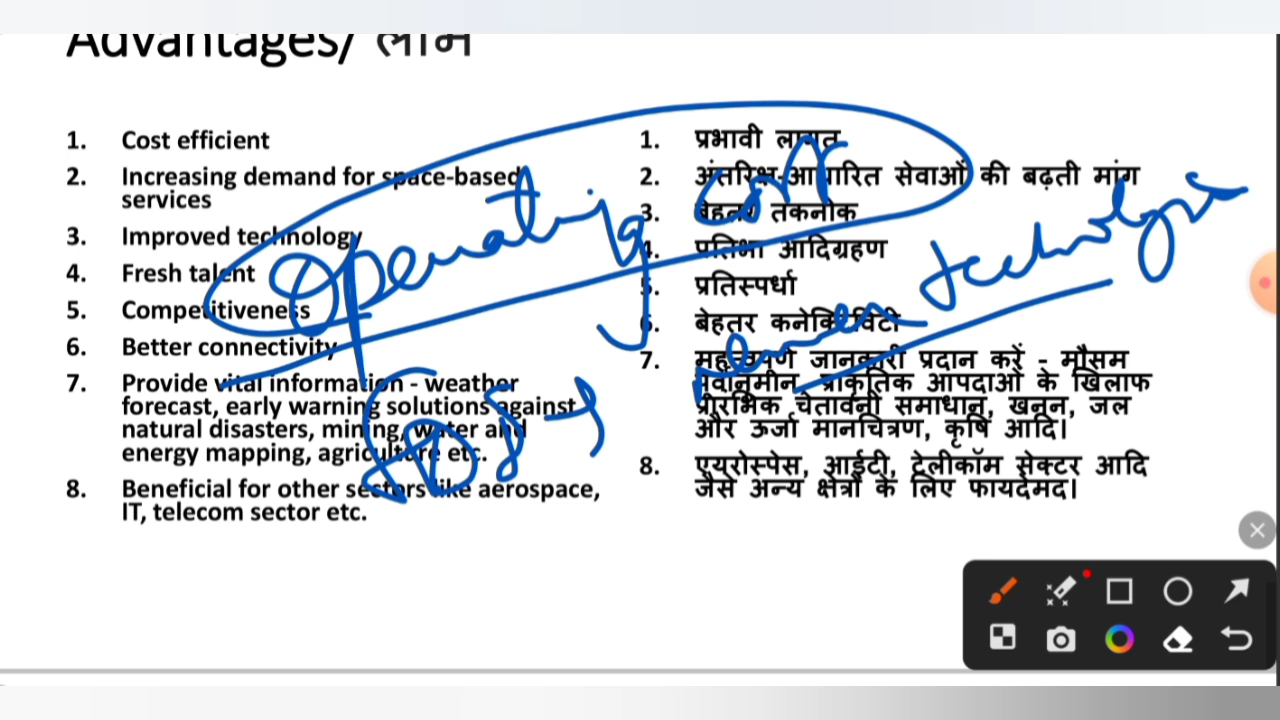 Advantages/ लाभ
1. Cost efficient
2. Increasing demand for space-based
services
3. Improved technology
4. Fresh talent
5. Competitiveness
6. Better connectivity
7. Provide vital information - weather
forecast, early warning solutions against
natural disasters, mining, water and
energy mapping, agriculture etc.
8. Beneficial for other sectors like aerospace,
IT, telecom sector etc.
1. प्रभावी लागत
2. अंतरिक्ष-आधारित सेवाओं की बढ़ती मांग
3. बेहतर तकनीक
4. प्रतिभा आदिग्रहण
5. प्रतिस्पर्धा
6. बेहतर कनेक्टिविटी
7. महत्वपूर्ण जानकारी प्रदान करें - मौसम
पूर्वानुमान, प्राकृतिक आपदाओं के खिलाफ
प्रारंभिक चेतावनी समाधान, खनन, जल
और ऊर्जा मानचित्रण, कृषि आदि।
8. एयरोस्पेस, आईटी, टेलीकॉम सेक्टर आदि
जैसे अन्य क्षेत्रों के लिए फायदेमंद।
Operating cost